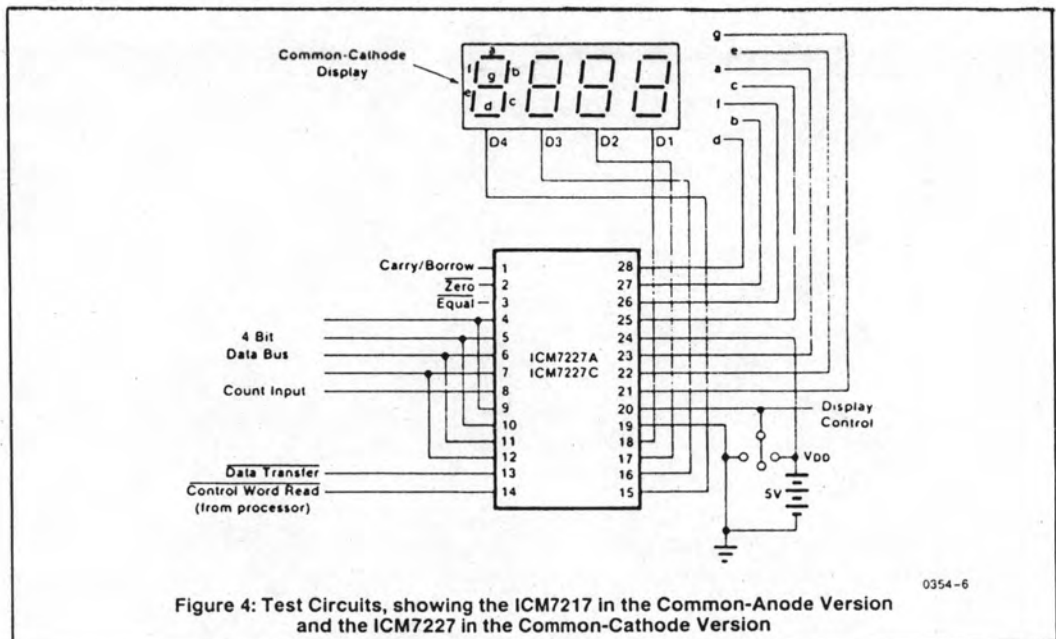 Common-Cathode
Display
a
f
g
b
e
d
c
D4
D3
D2
D1
g
e
a
c
f
b
d
Carry/Borrow
Zero
Equal
4 Bit
Data Bus
Count Input
Data Transfer
Control Word Read
(from processor)
1
2
3
4
5
6
7
8
9
10
11
12
13
14
ICM7227A
ICM7227C
28
27
26
25
24
23
22
21
20
19
18
17
16
15
Display
Control
VDD
5V
0354-6
Figure 4: Test Circuits, showing the ICM7217 in the Common-Anode Version
and the ICM7227 in the Common-Cathode Version